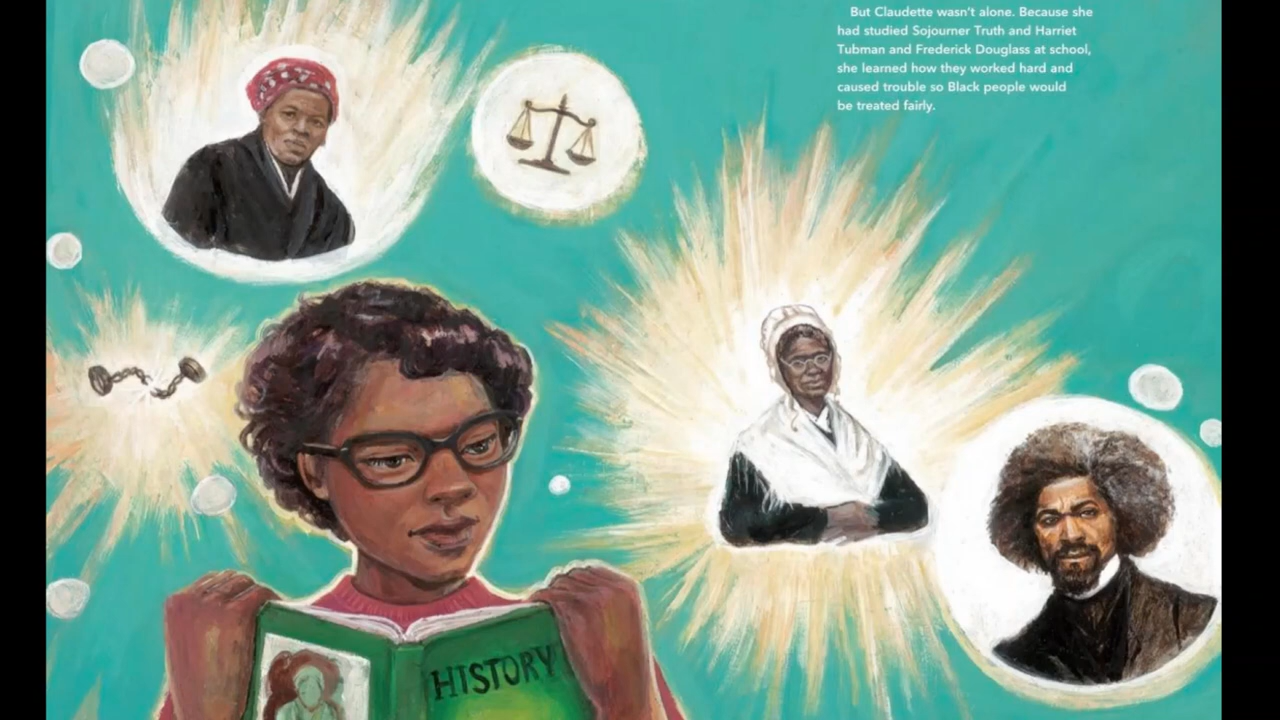 But Claudette wasn't alone. Because she
had studied Sojourner Truth and Harriet
Tubman and Frederick Douglass at school,
she learned how they worked hard and
caused trouble so Black people would
be treated fairly.
HISTORY